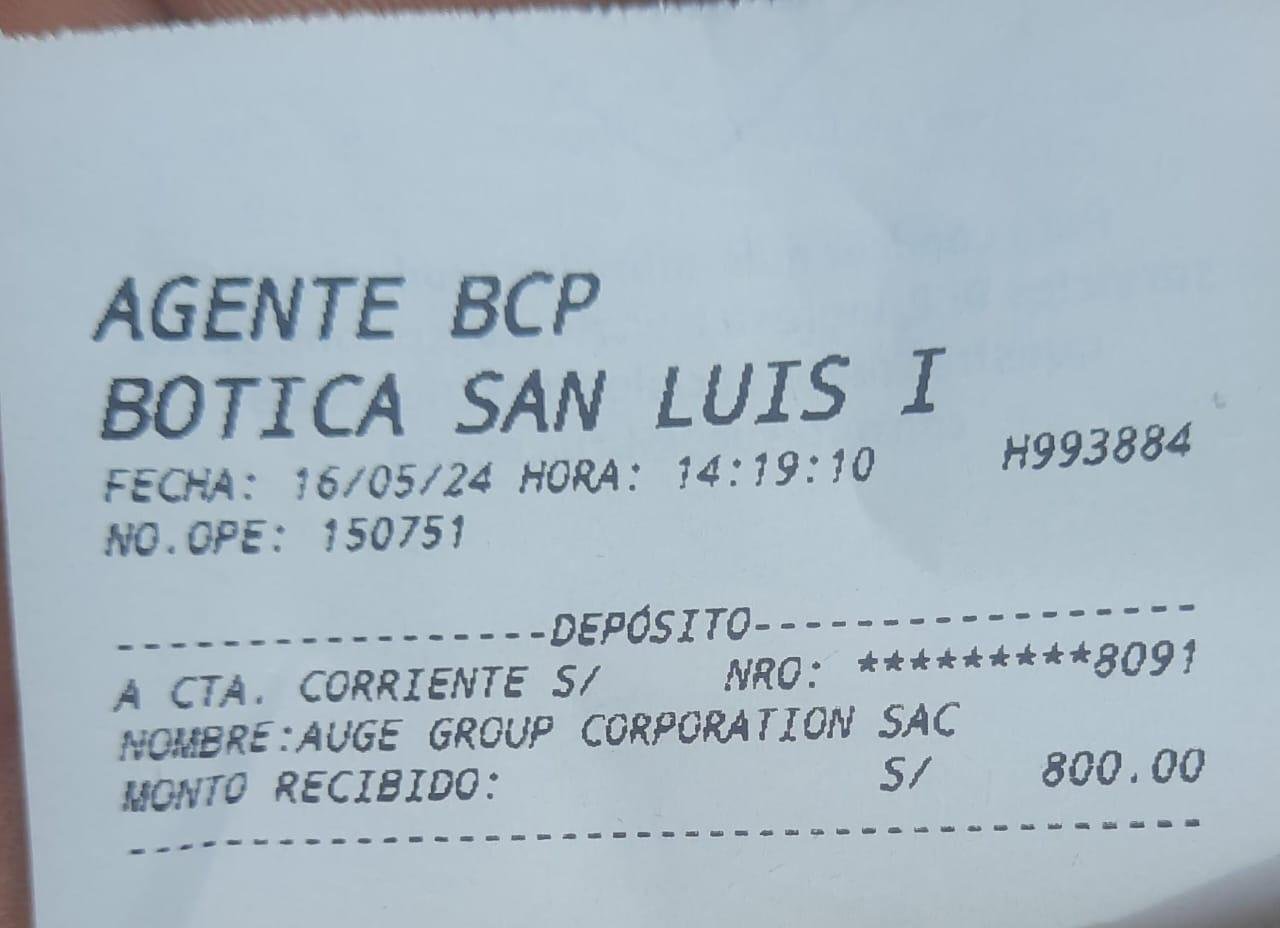 AGENTE BCP
BOTICA SAN LUIS I
FECHA: 16/05/24 HORA: 14:19:10 H993884
NO.OPE: 150751
-----------------DEPÓSITO------------------
A CTA. CORRIENTE S/ NRO: *********8091
NOMBRE:AUGE GROUP CORPORATION SAC
MONTO RECIBIDO: S/ 800.00
-------------------------------------------